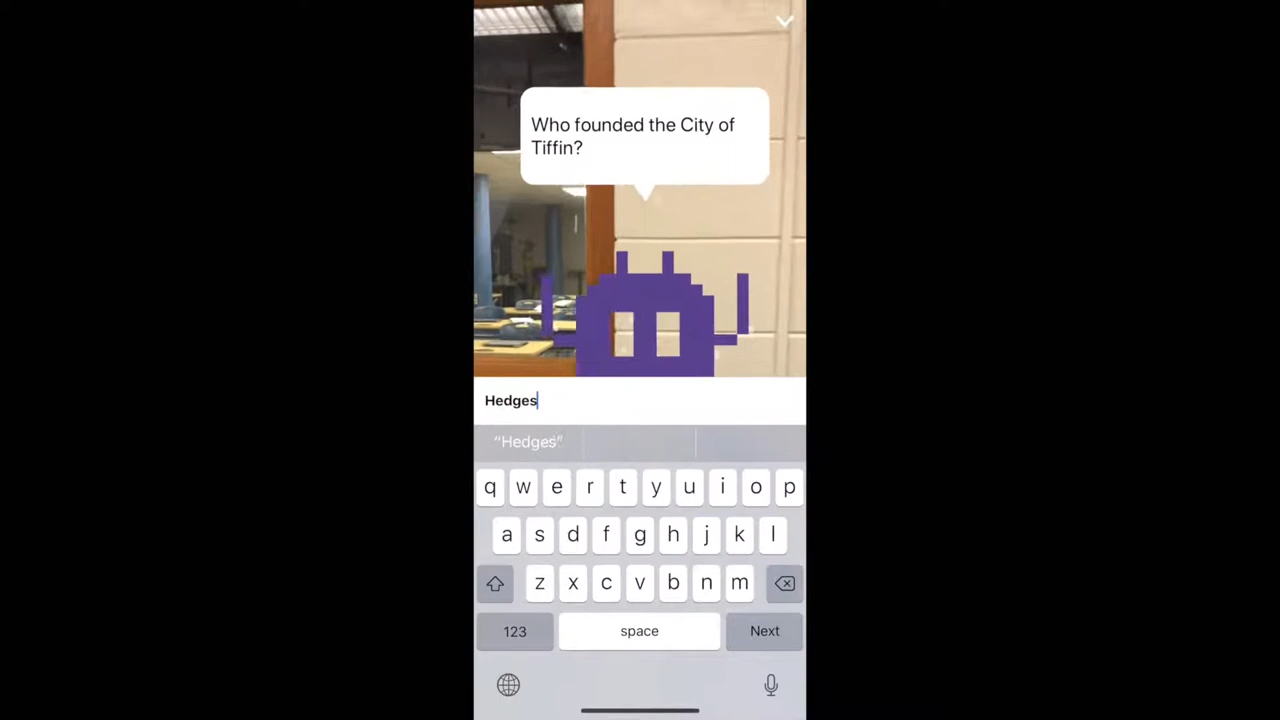 Who founded the City of
Tiffin?
Hedges
“Hedges”
q w e r t y u i o p
a s d f g h j k l
z x c v b n m
123 space Next